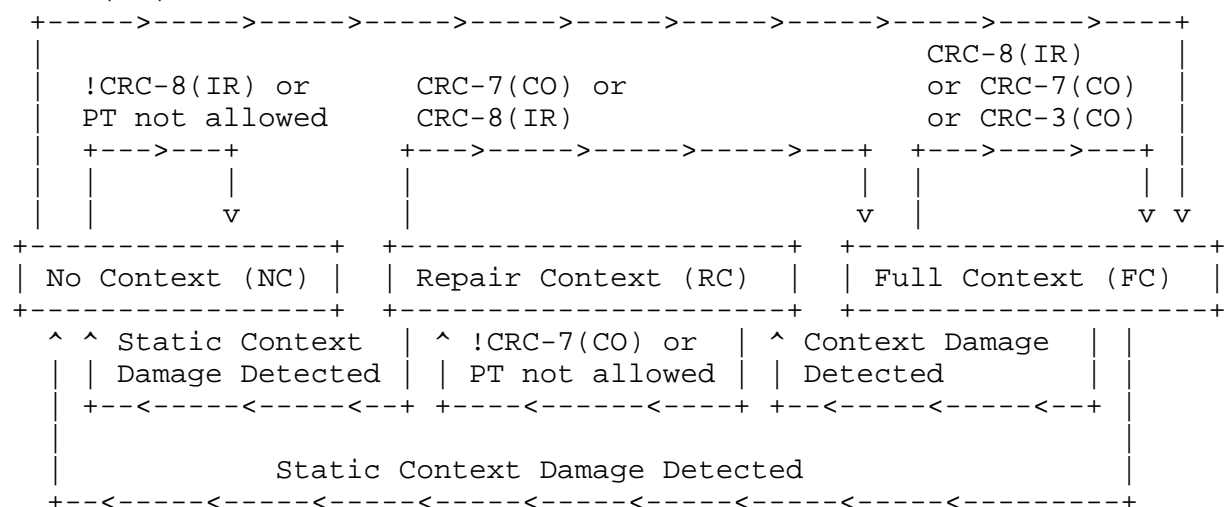 +----->----->----->----->----->----->----->----->----->----->----+
| CRC-8(IR) |
| !CRC-8(IR) or CRC-7(CO) or or CRC-7(CO) |
| PT not allowed CRC-8(IR) or CRC-3(CO) |
| +--->---+ +--->----->----->----->---+ +--->---->---+ |
| | | | | | | |
| | v | v | v v
+-----------------+ +----------------------+ +--------------------+
| No Context (NC) | | Repair Context (RC) | | Full Context (FC) |
+-----------------+ +----------------------+ +--------------------+
^ ^ Static Context | ^ !CRC-7(CO) or | ^ Context Damage | |
| | Damage Detected | | PT not allowed | | Detected | |
| +--<-----<-----<--+ +----<------<----+ +--<-----<-----<--+ |
| |
| Static Context Damage Detected |
+--<-----<-----<-----<-----<-----<-----<-----<-----<---------+